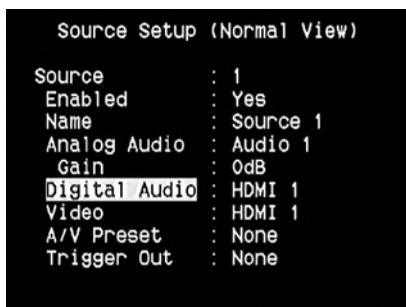 Source Setup (Normal View)
Source : 1
Enabled : Yes
Name : Source 1
Analog Audio : Audio 1
Gain : 0dB
Digital Audio : HDMI 1
Video : HDMI 1
A/V Preset : None
Trigger Out : None